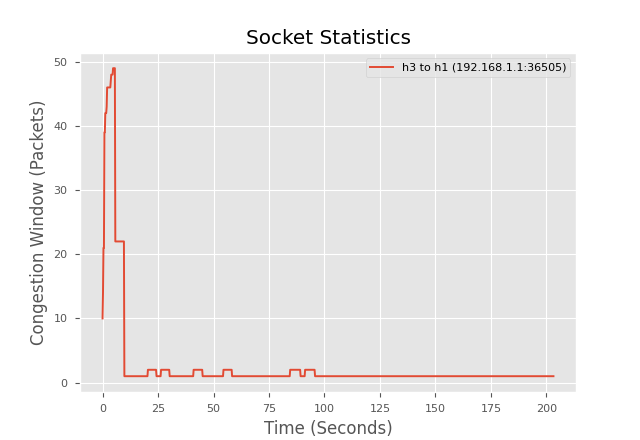 Socket Statistics
h3 to h1 (192.168.1.1:36505)
Congestion Window (Packets)
50
40
30
20
10
0
0 25 50 75 100 125 150 175 200
Time (Seconds)